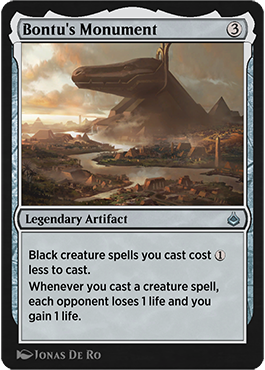 Bontu's Monument 3
Legendary Artifact
Black creature spells you cast cost 1
less to cast.
Whenever you cast a creature spell,
each opponent loses 1 life and you
gain 1 life.
Jonas De Ro